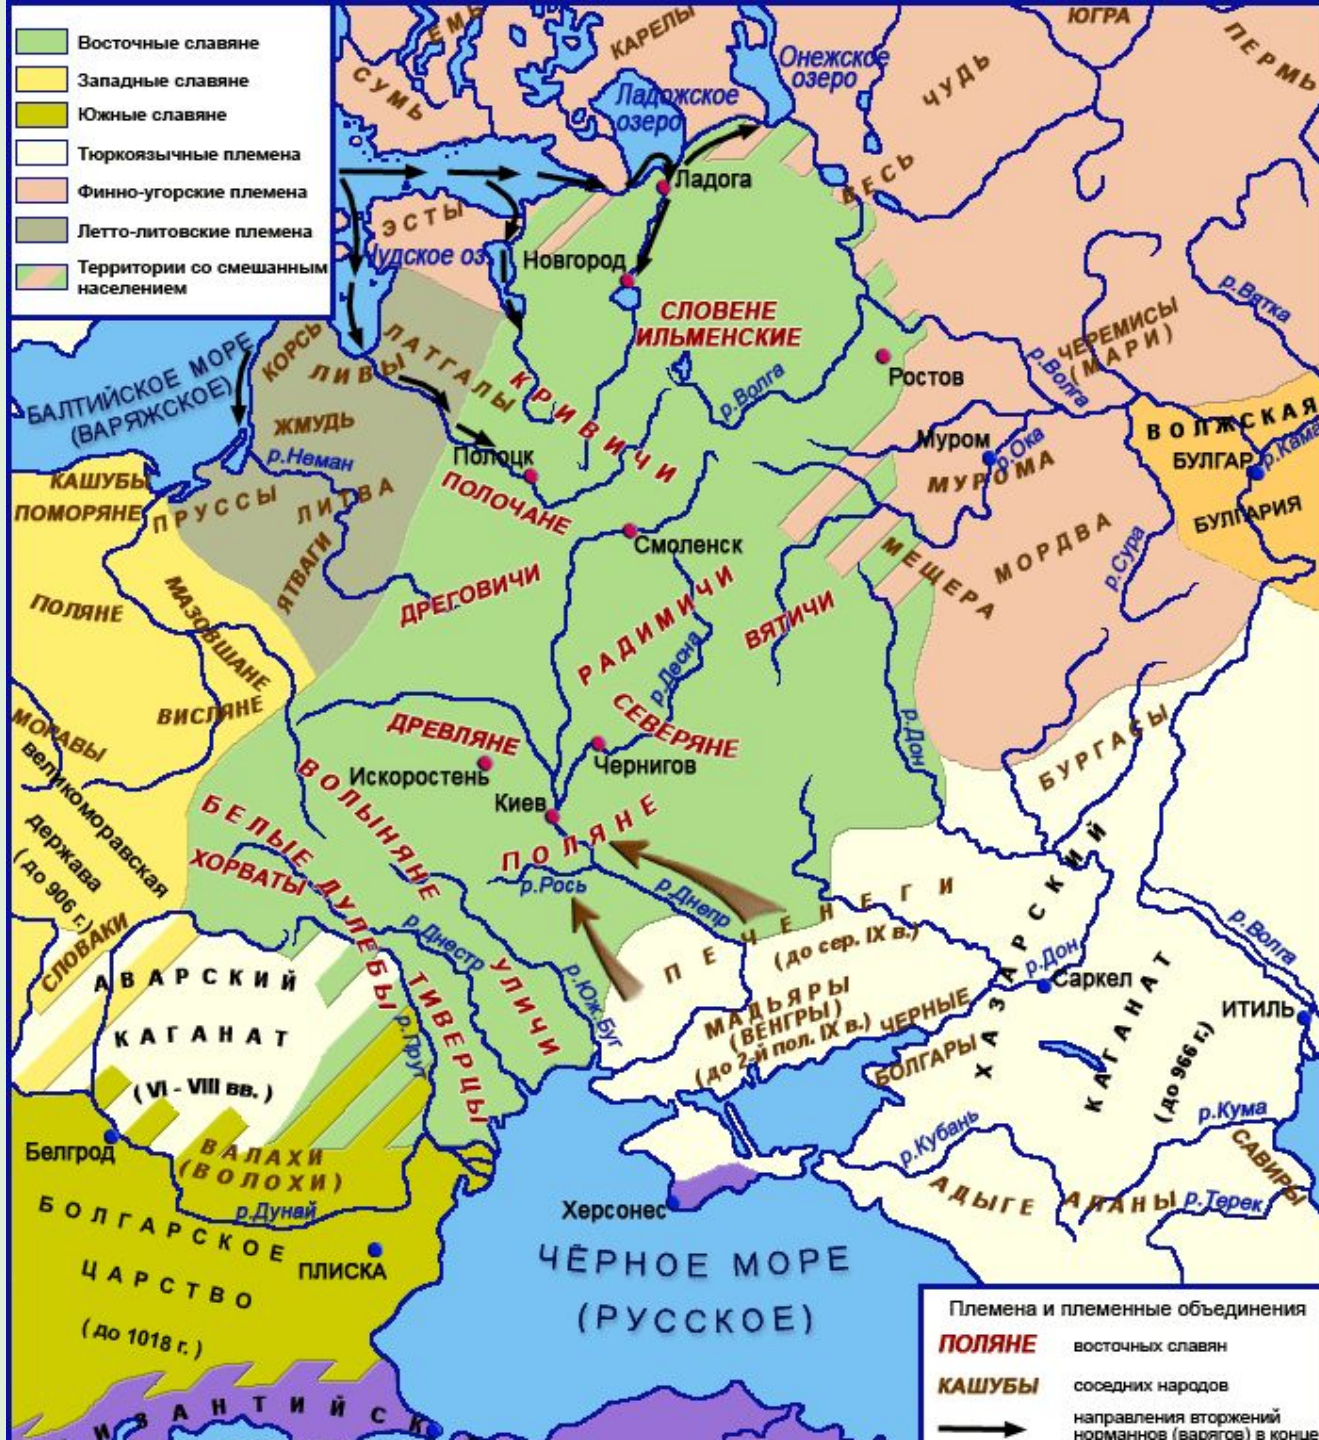 Восточные славяне
Западные славяне
Южные славяне
Тюркоязычные племена
Финно-угорские племена
Летто-литовские племена
Территории со смешанным
населением
ЕМЬ
СУМЬ
КАРЕЛЫ
Ладожское
озеро
Онежское
озеро
ЧУДЬ
ЮГРА
ПЕРМЬ
ВЕСЬ
Ладога
ЭСТЫ
Чудское оз.
Новгород
СЛОВЕНЕ
ИЛЬМЕНСКИЕ
Ростов
р.Волга
р.Волга
ЧЕРЕМИСЫ
(МАРИ)
р.Вятка
БАЛТИЙСКОЕ МОРЕ
(ВАРЯЖСКОЕ)
КОРСЬ
ЛИВЫ
ЛАТГАЛЫ
ЖМУДЬ
р.Неман
КРИВИЧИ
Полоцк
ПОЛОЧАНЕ
Муром
р.Ока
МУРОМА
ВОЛЖСКАЯ
БУЛГАР
р.Кама
БУЛГАРИЯ
КАШУБЫ
ПОМОРЯНЕ
ПРУССЫ
ЛИТВА
ЯТВАГИ
Смоленск
МЕЩЕРА
МОРДВА
р.Сура
ПОЛЯНЕ
МАЗОВШАНЕ
ВИСЛЯНЕ
ДРЕГОВИЧИ
РАДИМИЧИ
ВЯТИЧИ
р.Десна
СЕВЕРЯНЕ
р.Дон
МОРАВЫ
великоморавская
держава
(до 906 г.)
СЛОВАКИ
ДРЕВЛЯНЕ
Искоростень
Чернигов
Киев
ВОЛЫНЯНЕ
ПОЛЯНЕ
БУРГАСЫ
БЕЛЫЕ
ХОРВАТЫ
ДУЛЕБЫ
р.Рось
р.Днепр
р.Днестр
УЛИЧИ
ТИВЕРЦЫ
р.Юж.Буг
р.Прут
ПЕЧЕНЕГИ
(до сер. IX в.)
МАДЬЯРЫ
(ВЕНГРЫ)
(до 2-й пол. IX в.)
ЧЕРНЫЕ
БОЛГАРЫ
ХАЗАРСКИЙ
КАГАНАТ
(до 966 г.)
р.Дон
Саркел
р.Волга
ИТИЛЬ
АВАРСКИЙ
КАГАНАТ
(VI - VIII вв.)
Белград
ВАЛАХИ
(ВОЛОХИ)
р.Дунай
БОЛГАРСКОЕ
ЦАРСТВО
(до 1018 г.)
ПЛИСКА
р.Кубань
р.Кума
САВИРЫ
АДЫГЕ
АЛАНЫ
р.Терек
Херсонес
ЧЁРНОЕ МОРЕ
(РУССКОЕ)
ИЗАНТИЙСК
Племена и племенные объединения
ПОЛЯНЕ восточных славян
КАШУБЫ соседних народов
направления вторжений
норманнов (варягов) в конце